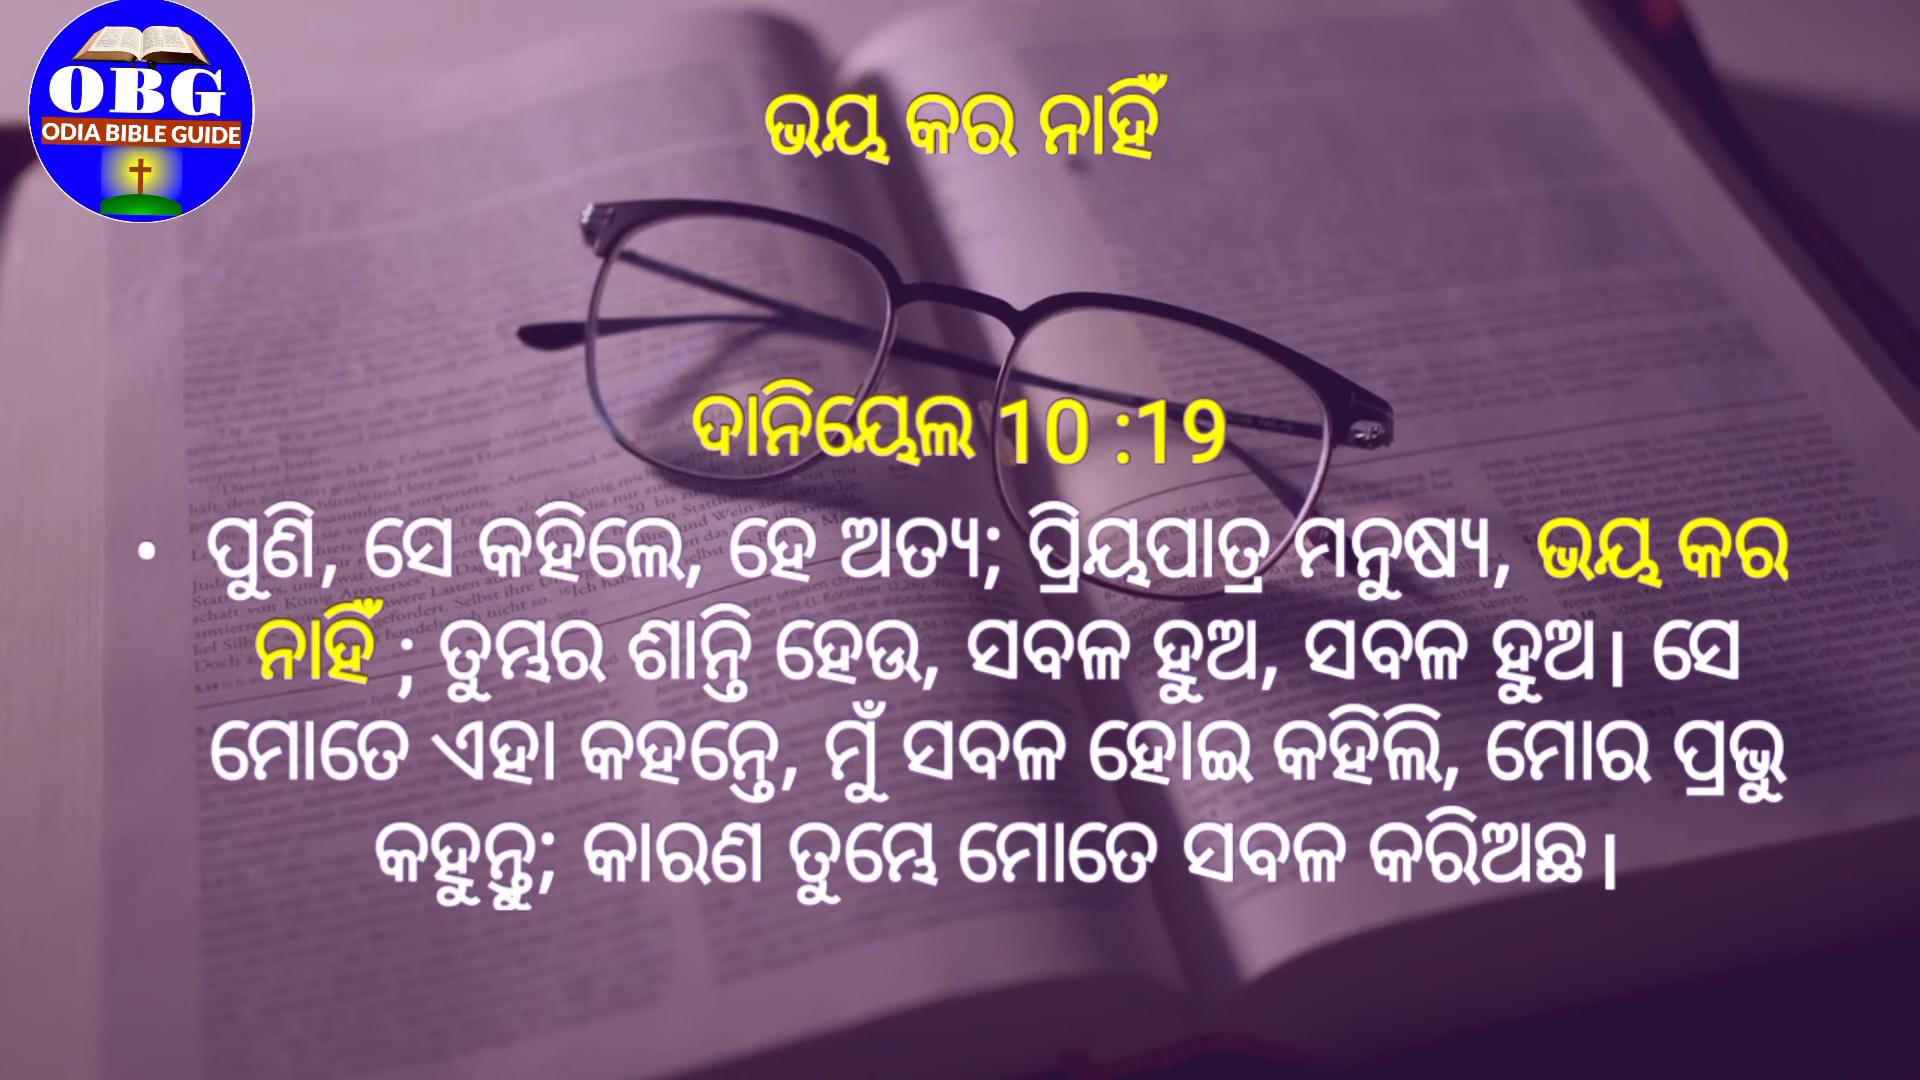 OBG
ODIA BIBLE GUIDE
ଭୟ କର ନାହିଁ
ଦାନିୟେଲ 10 :19
• ପୁଣି, ସେ କହିଲେ, ହେ ଅତ୍ୟ; ପ୍ରିୟପାତ୍ର ମନୁଷ୍ୟ, ଭୟ କର
ନାହିଁ ; ତୁମ୍ଭର ଶାନ୍ତି ହେଉ, ସବଳ ହୁଅ, ସବଳ ହୁଅ। ସେ
ମୋତେ ଏହା କହନ୍ତେ, ମୁଁ ସବଳ ହୋଇ କହିଲି, ମୋର ପ୍ରଭୁ
କହୁନ୍ତୁ; କାରଣ ତୁମ୍ଭେ ମୋତେ ସବଳ କରିଅଛ।